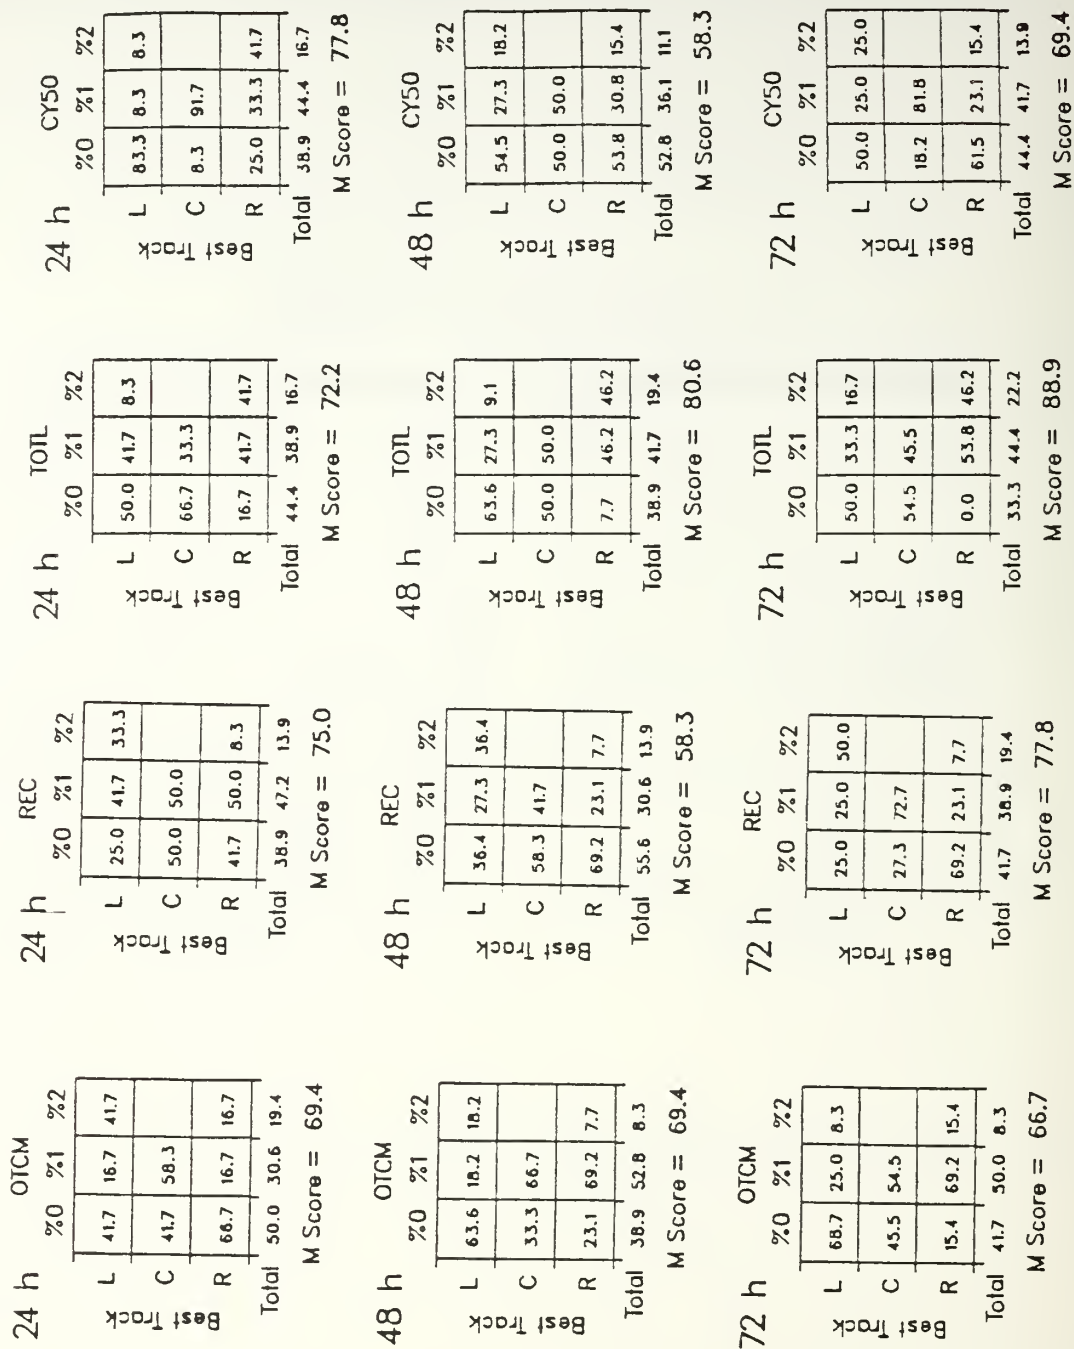 24 h
OTCM
%0 %1 %2
Best Track
L 41.7 16.7 41.7
C 41.7 58.3
R 66.7 16.7 16.7
Total 50.0 30.6 19.4
M Score = 69.4
24 h
REC
%0 %1 %2
Best Track
L 25.0 41.7 33.3
C 50.0 50.0
R 41.7 50.0 8.3
Total 38.9 47.2 13.9
M Score = 75.0
24 h
TOTL
%0 %1 %2
Best Track
L 50.0 41.7 8.3
C 66.7 33.3
R 16.7 41.7 41.7
Total 44.4 38.9 16.7
M Score = 72.2
24 h
CY50
%0 %1 %2
Best Track
L 83.3 8.3 8.3
C 8.3 91.7
R 25.0 33.3 41.7
Total 38.9 44.4 16.7
M Score = 77.8
48 h
OTCM
%0 %1 %2
Best Track
L 63.6 18.2 18.2
C 33.3 66.7
R 23.1 69.2 7.7
Total 38.9 52.8 8.3
M Score = 69.4
48 h
REC
%0 %1 %2
Best Track
L 36.4 27.3 36.4
C 58.3 41.7
R 69.2 23.1 7.7
Total 55.6 30.6 13.9
M Score = 58.3
48 h
TOTL
%0 %1 %2
Best Track
L 63.6 27.3 9.1
C 50.0 50.0
R 7.7 46.2 46.2
Total 38.9 41.7 19.4
M Score = 80.6
48 h
CY50
%0 %1 %2
Best Track
L 54.5 27.3 18.2
C 50.0 50.0
R 53.8 30.8 15.4
Total 52.8 36.1 11.1
M Score = 58.3
72 h
OTCM
%0 %1 %2
Best Track
L 66.7 25.0 8.3
C 45.5 54.5
R 15.4 69.2 15.4
Total 41.7 50.0 8.3
M Score = 66.7
72 h
REC
%0 %1 %2
Best Track
L 25.0 25.0 50.0
C 27.3 72.7
R 69.2 23.1 7.7
Total 41.7 38.9 19.4
M Score = 77.8
72 h
TOTL
%0 %1 %2
Best Track
L 50.0 33.3 16.7
C 54.5 45.5
R 0.0 53.8 46.2
Total 33.3 44.4 22.2
M Score = 88.9
72 h
CY50
%0 %1 %2
Best Track
L 50.0 25.0 25.0
C 18.2 81.8
R 61.5 23.1 15.4
Total 44.4 41.7 13.9
M Score = 69.4